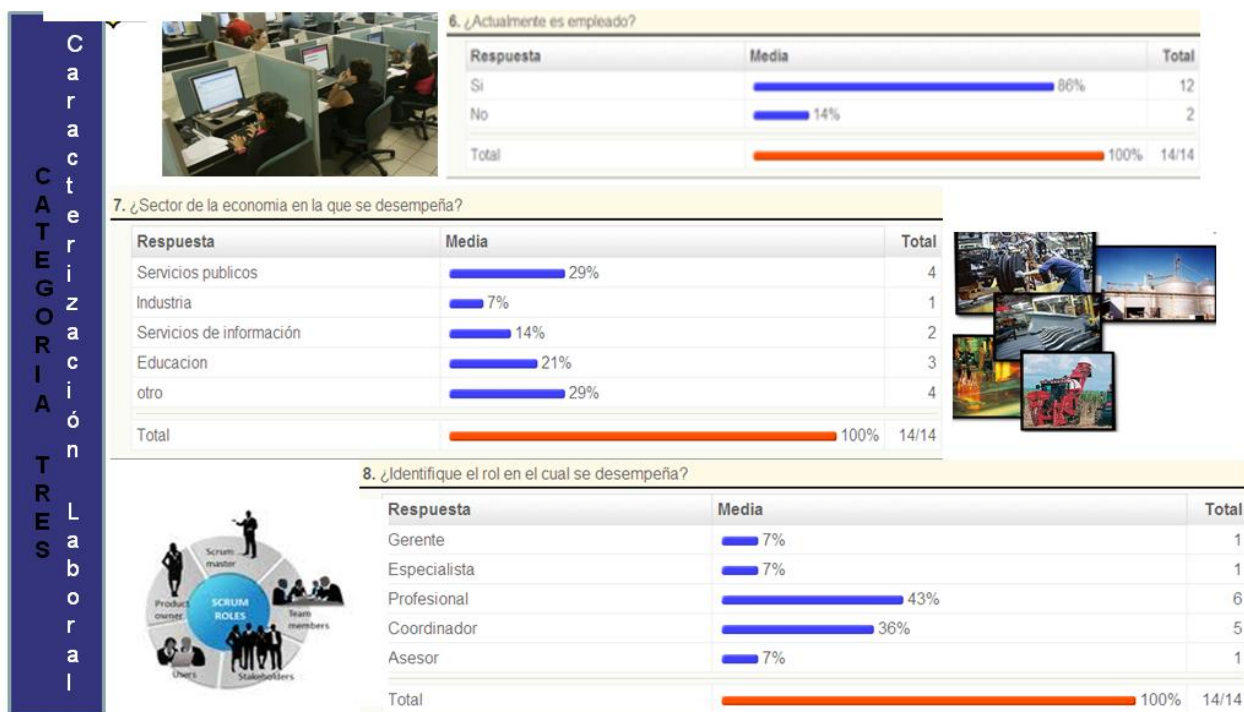 CATEGORIA TRES
Caracterización Laboral
6. ¿Actualmente es empleado?
Respuesta Media Total
Si 86% 12
No 14% 2
Total 100% 14/14
7. ¿Sector de la economia en la que se desempeña?
Respuesta Media Total
Servicios publicos 29% 4
Industria 7% 1
Servicios de información 14% 2
Educacion 21% 3
otro 29% 4
Total 100% 14/14
8. ¿Identifique el rol en el cual se desempeña?
Respuesta Media Total
Gerente 7% 1
Especialista 7% 1
Profesional 43% 6
Coordinador 36% 5
Asesor 7% 1
Total 100% 14/14
Scrum
master
Product
owner
SCRUM
ROLES
Team
members
Users
Stakeholders